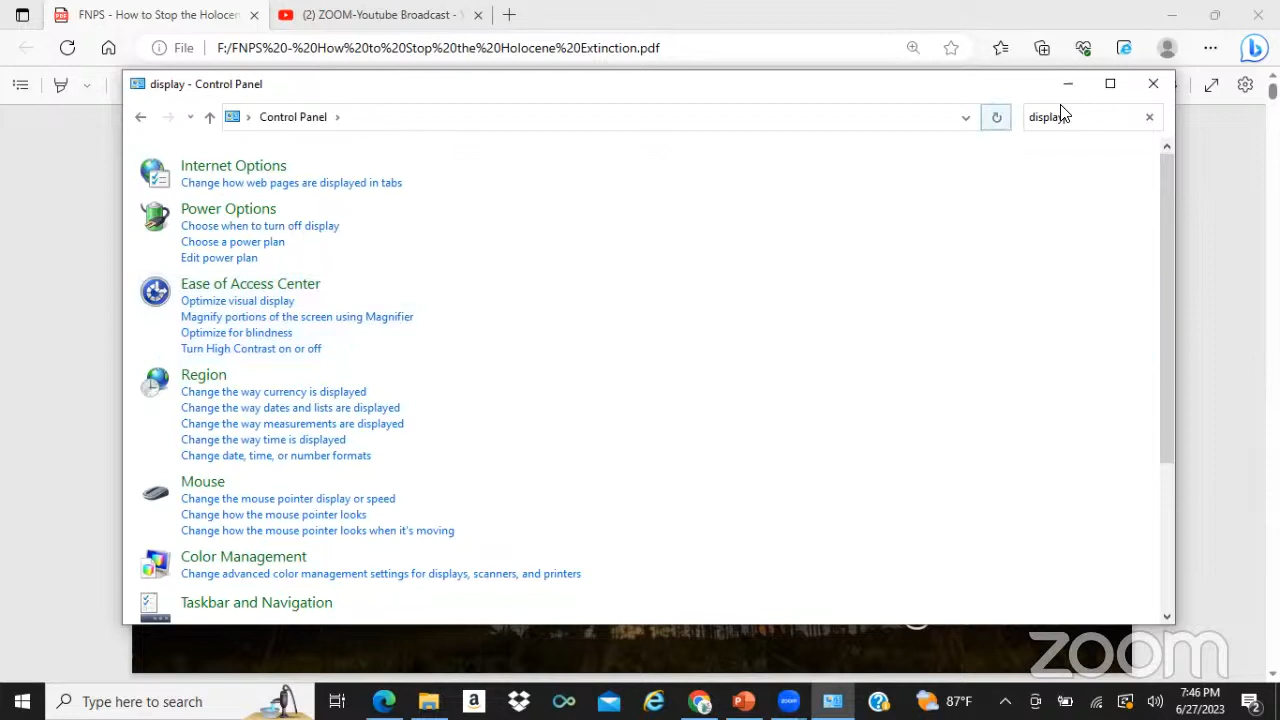 FNPS - How to Stop the Holocen
(2) ZOOM-Youtube Broadcast -
File
F:/FNPS%20-%20How%20to%20Stop%20the%20Holocene%20Extinction.pdf
display - Control Panel
Control Panel
display
Internet Options
Change how web pages are displayed in tabs
Power Options
Choose when to turn off display
Choose a power plan
Edit power plan
Ease of Access Center
Optimize visual display
Magnify portions of the screen using Magnifier
Optimize for blindness
Turn High Contrast on or off
Region
Change the way currency is displayed
Change the way dates and lists are displayed
Change the way measurements are displayed
Change the way time is displayed
Change date, time, or number formats
Mouse
Change the mouse pointer display or speed
Change how the mouse pointer looks
Change how the mouse pointer looks when it's moving
Color Management
Change advanced color management settings for displays, scanners, and printers
Taskbar and Navigation
zoom
Type here to search
zoom
87°F
7:46 PM
6/27/2023
2